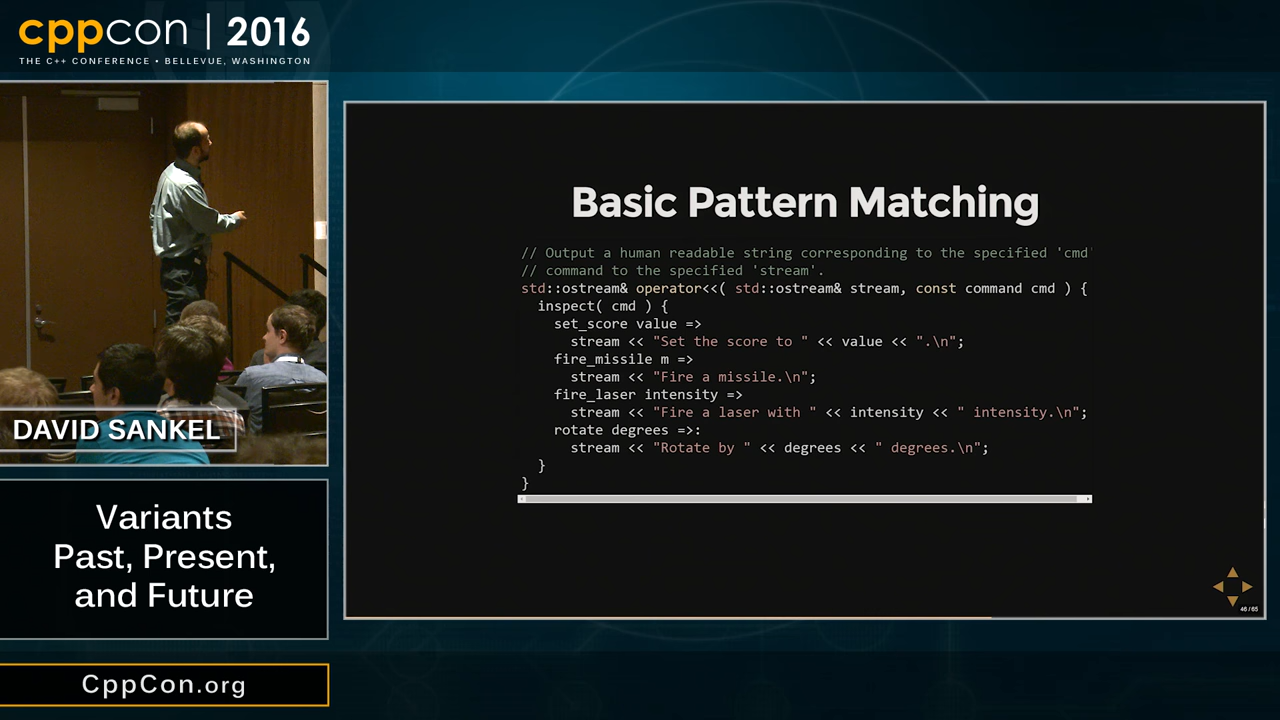 cppcon | 2016
THE C++ CONFERENCE • BELLEVUE, WASHINGTON
DAVID SANKEL
Variants
Past, Present,
and Future
CppCon.org
Basic Pattern Matching
// Output a human readable string corresponding to the specified 'cmd'
// command to the specified 'stream'.
std::ostream& operator<<( std::ostream& stream, const command cmd ) {
  inspect( cmd ) {
    set_score value =>
      stream << "Set the score to " << value << ".\n";
    fire_missile m =>
      stream << "Fire a missile.\n";
    fire_laser intensity =>
      stream << "Fire a laser with " << intensity << " intensity.\n";
    rotate degrees =>:
      stream << "Rotate by " << degrees << " degrees.\n";
  }
}
46 / 65